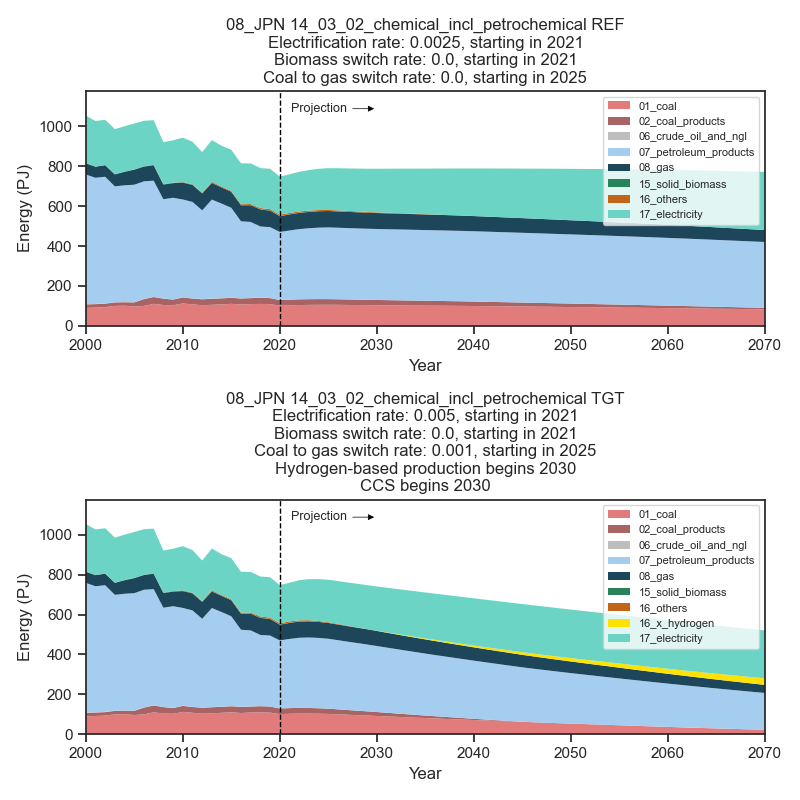 08_JPN 14_03_02_chemical_incl_petrochemical REF
Electrification rate: 0.0025, starting in 2021
Biomass switch rate: 0.0, starting in 2021
Coal to gas switch rate: 0.0, starting in 2025
Projection
01_coal
02_coal_products
06_crude_oil_and_ngl
07_petroleum_products
08_gas
15_solid_biomass
16_others
17_electricity
Energy (PJ)
1000
800
600
400
200
0
2000 2010 2020 2030 2040 2050 2060 2070
Year
08_JPN 14_03_02_chemical_incl_petrochemical TGT
Electrification rate: 0.005, starting in 2021
Biomass switch rate: 0.0, starting in 2021
Coal to gas switch rate: 0.001, starting in 2025
Hydrogen-based production begins 2030
CCS begins 2030
Projection
01_coal
02_coal_products
06_crude_oil_and_ngl
07_petroleum_products
08_gas
15_solid_biomass
16_others
16_x_hydrogen
17_electricity
Energy (PJ)
1000
800
600
400
200
0
2000 2010 2020 2030 2040 2050 2060 2070
Year